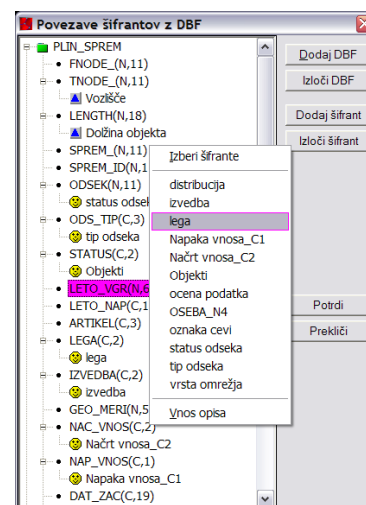 Povezave šifrantov z DBF
PLIN_SPREM
FNODE_(N,11)
TNODE_(N,11)
Vozlišče
LENGTH(N,18)
Dolžina objekta
SPREM_(N,11)
SPREM_ID(N,1
ODSEK(N,11)
status odsek
ODS_TIP(C,3)
tip odseka
STATUS(C,2)
Objekti
LETO_VGR(N,6
LETO_NAP(C,1
ARTIKEL(C,3)
LEGA(C,2)
lega
IZVEDBA(C,2)
izvedba
GEO_MERI(N,5
NAC_VNOS(C,2)
Načrt vnosa_C2
NAP_VNOS(C,1)
Napaka vnosa_C1
DAT_ZAC(C,19)
Izberi šifrante
distribucija
izvedba
lega
Napaka vnosa_C1
Načrt vnosa_C2
Objekti
ocena podatka
OSEBA_N4
oznaka cevi
status odseka
tip odseka
vrsta omrežja
Vnos opisa
Dodaj DBF
Izloči DBF
Dodaj šifrant
Izloči šifrant
Potrdi
Prekliči